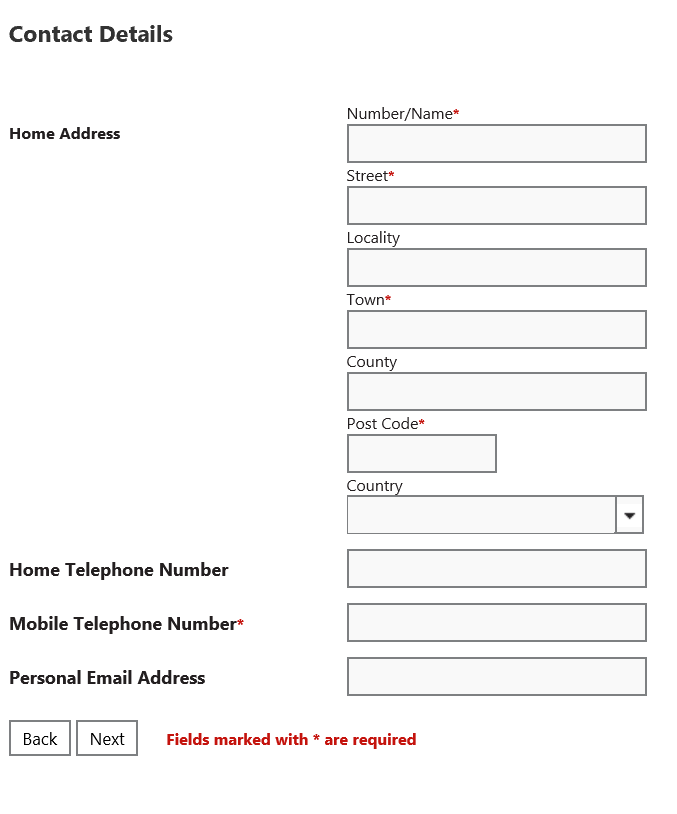 Contact Details
Home Address
Number/Name*
Street*
Locality
Town*
County
Post Code*
Country
Home Telephone Number
Mobile Telephone Number*
Personal Email Address
Back Next Fields marked with * are required